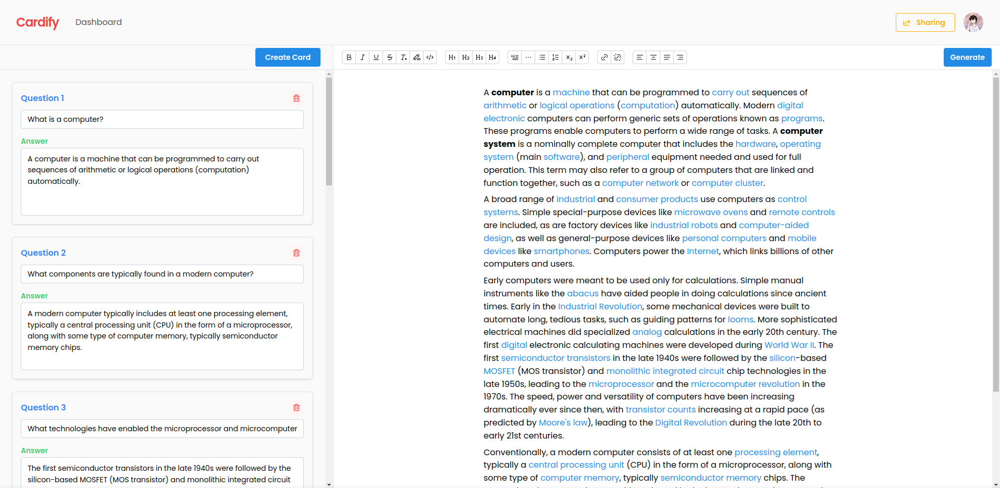 Cardify
Dashboard
Sharing
Create Card
B I U S Tx </> H1 H2 H3 H4 x2 x²
Generate
Question 1
What is a computer?
Answer
A computer is a machine that can be programmed to carry out
sequences of arithmetic or logical operations (computation)
automatically.
Question 2
What components are typically found in a modern computer?
Answer
A modern computer typically includes at least one processing element,
typically a central processing unit (CPU) in the form of a microprocessor,
along with some type of computer memory, typically semiconductor
memory chips.
Question 3
What technologies have enabled the microprocessor and microcomputer
Answer
The first semiconductor transistors in the late 1940s were followed by the
silicon-based MOSFET (MOS transistor) and monolithic integrated circuit
A computer is a machine that can be programmed to carry out sequences of
arithmetic or logical operations (computation) automatically. Modern digital
electronic computers can perform generic sets of operations known as programs.
These programs enable computers to perform a wide range of tasks. A computer
system is a nominally complete computer that includes the hardware, operating
system (main software), and peripheral equipment needed and used for full
operation. This term may also refer to a group of computers that are linked and
function together, such as a computer network or computer cluster.
A broad range of industrial and consumer products use computers as control
systems. Simple special-purpose devices like microwave ovens and remote controls
are included, as are factory devices like industrial robots and computer-aided
design, as well as general-purpose devices like personal computers and mobile
devices like smartphones. Computers power the Internet, which links billions of other
computers and users.
Early computers were meant to be used only for calculations. Simple manual
instruments like the abacus have aided people in doing calculations since ancient
times. Early in the Industrial Revolution, some mechanical devices were built to
automate long, tedious tasks, such as guiding patterns for looms. More sophisticated
electrical machines did specialized analog calculations in the early 20th century. The
first digital electronic calculating machines were developed during World War II. The
first semiconductor transistors in the late 1940s were followed by the silicon-based
MOSFET (MOS transistor) and monolithic integrated circuit chip technologies in the
late 1950s, leading to the microprocessor and the microcomputer revolution in the
1970s. The speed, power and versatility of computers have been increasing
dramatically ever since then, with transistor counts increasing at a rapid pace (as
predicted by Moore's law), leading to the Digital Revolution during the late 20th to
early 21st centuries.
Conventionally, a modern computer consists of at least one processing element,
typically a central processing unit (CPU) in the form of a microprocessor, along with
some type of computer memory, typically semiconductor memory chips. The